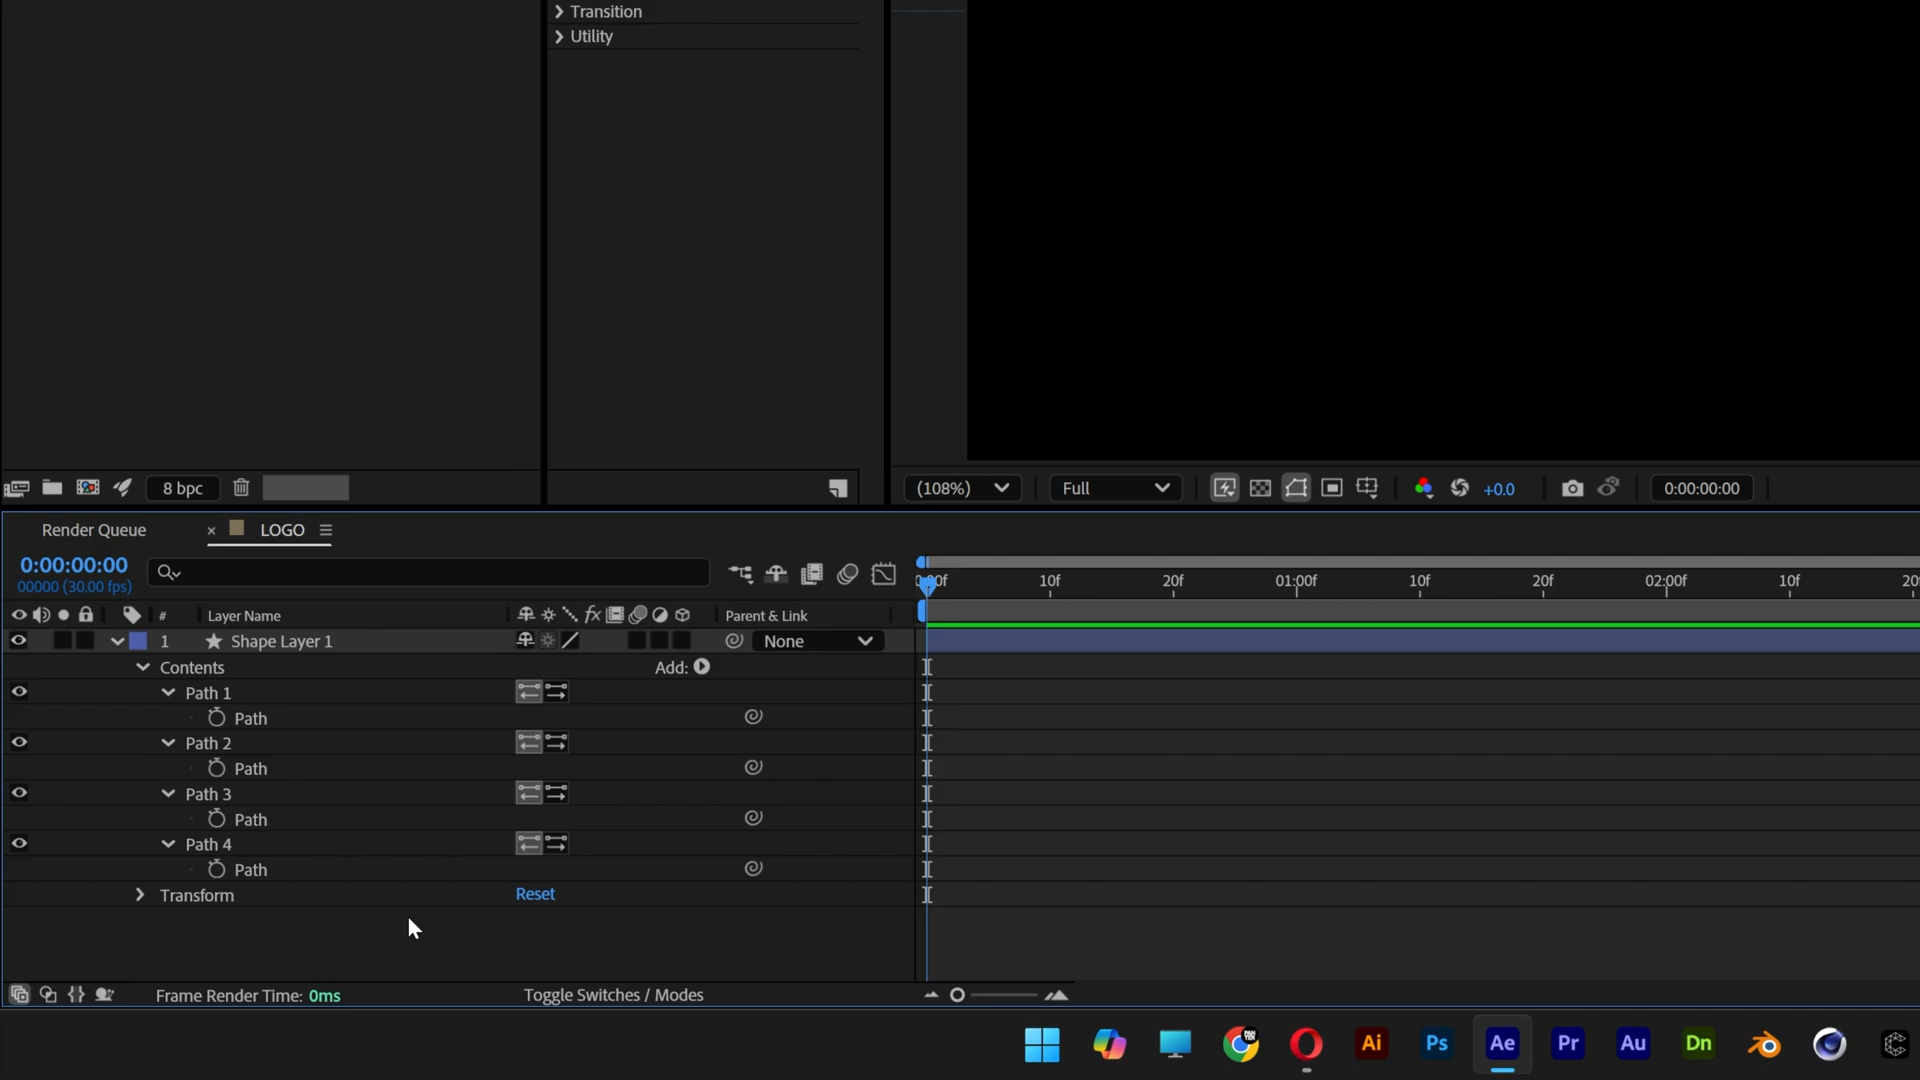 Transition
Utility
8 bpc
(108%)
Full
+0.0
0:00:00:00
Render Queue
LOGO
0:00:00:00
00000 (30.00 fps)
10f
20f
01:00f
10f
20f
02:00f
10f
# Layer Name
fx
Parent & Link
1 Shape Layer 1
None
Contents
Add:
Path 1
Path
Path 2
Path
Path 3
Path
Path 4
Path
Transform
Reset
Frame Render Time: 0ms
Toggle Switches / Modes
Ai
Ps
Ae
Pr
Au
Dn